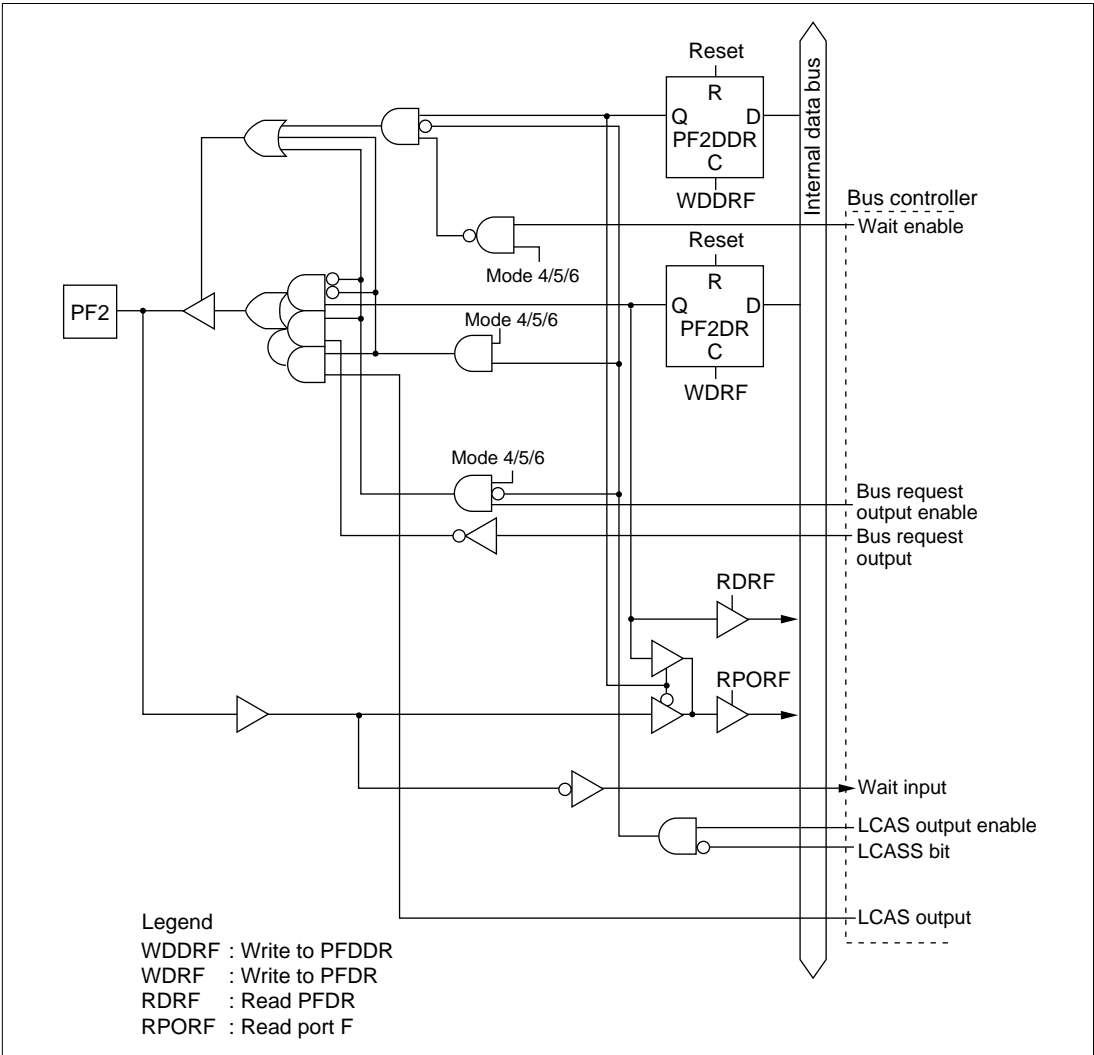 Reset
R
Q D
PF2DDR
C
WDDRF
Internal data bus
Bus controller
Wait enable
Mode 4/5/6
Reset
R
Q D
PF2DR
C
WDRF
PF2
Mode 4/5/6
Mode 4/5/6
Bus request
output enable
Bus request
output
RDRF
RPORF
Wait input
LCAS output enable
LCASS bit
LCAS output
Legend
WDDRF : Write to PFDDR
WDRF : Write to PFDR
RDRF : Read PFDR
RPORF : Read port F